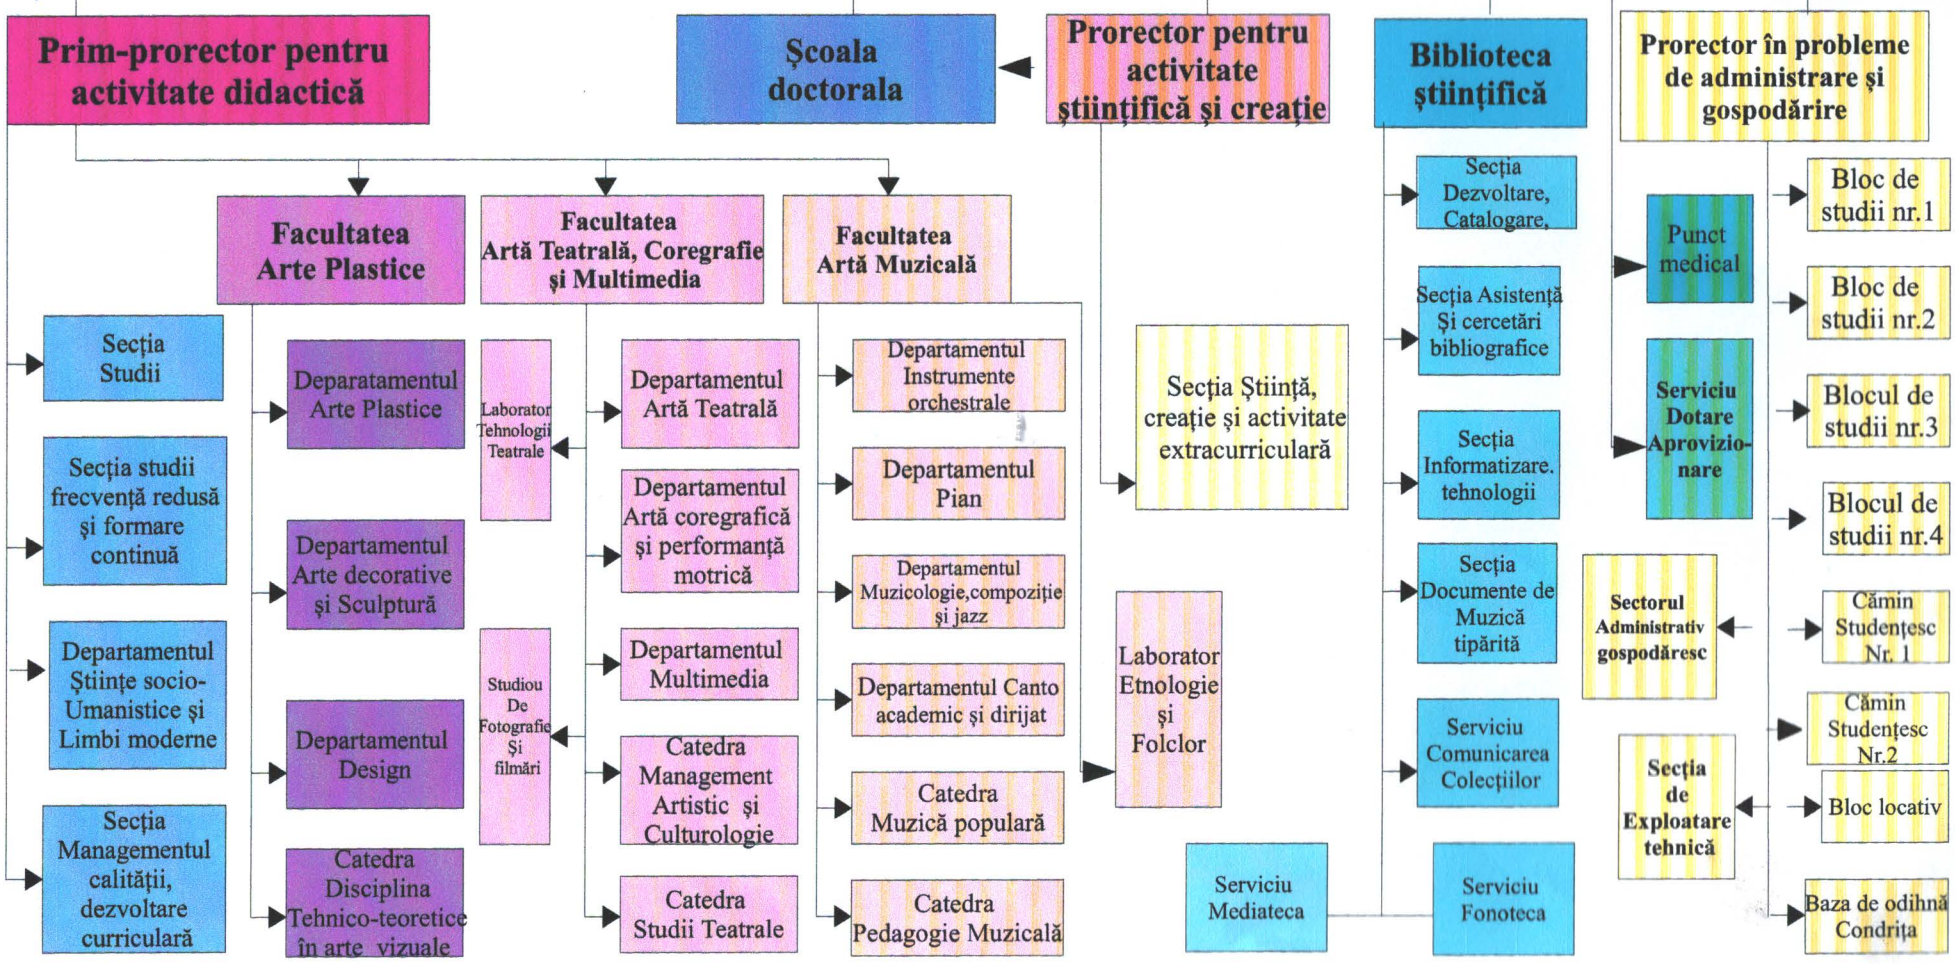 Prim-prorector pentru
activitate didactică
Școala
doctorala
Prorector pentru
activitate
științifică și creație
Biblioteca
științifică
Prorector în probleme
de administrare și
gospodărire
Facultatea
Arte Plastice
Facultatea
Artă Teatrală, Coregrafie
și Multimedia
Facultatea
Artă Muzicală
Secția
Studii
Secția studii
frecvență redusă
și formare
continuă
Departamentul
Științe socio-
Umanistice și
Limbi moderne
Secția
Managementul
calității,
dezvoltare
curriculară
Deparatamentul
Arte Plastice
Departamentul
Arte decorative
și Sculptură
Departamentul
Design
Catedra
Disciplina
Tehnico-teoretice
în arte vizuale
Laborator
Tehnologii
Teatrale
Studiou
De
Fotografie
Și
filmări
Departamentul
Artă Teatrală
Departamentul
Artă coregrafică
și performanță
motrică
Departamentul
Multimedia
Catedra
Management
Artistic și
Culturologie
Catedra
Studii Teatrale
Departamentul
Instrumente
orchestrale
Departamentul
Pian
Departamentul
Muzicologie,compoziție
și jazz
Departamentul Canto
academic și dirijat
Catedra
Muzică populară
Catedra
Pedagogie Muzicală
Secția Știință,
creație și activitate
extracurriculară
Laborator
Etnologie
și
Folclor
Secția
Dezvoltare,
Catalogare,
Secția Asistență
Și cercetări
bibliografice
Secția
Informatizare.
tehnologii
Secția
Documente de
Muzică
tipărită
Serviciu
Comunicarea
Colecțiilor
Serviciu
Mediateca
Serviciu
Fonoteca
Punct
medical
Serviciu
Dotare
Aprovizio-
nare
Sectorul
Administrativ
gospodăresc
Secția
de
Exploatare
tehnică
Bloc de
studii nr.1
Bloc de
studii nr.2
Blocul de
studii nr.3
Blocul de
studii nr.4
Cămin
Studențesc
Nr. 1
Cămin
Studențesc
Nr.2
Bloc locativ
Baza de odihnă
Condrița